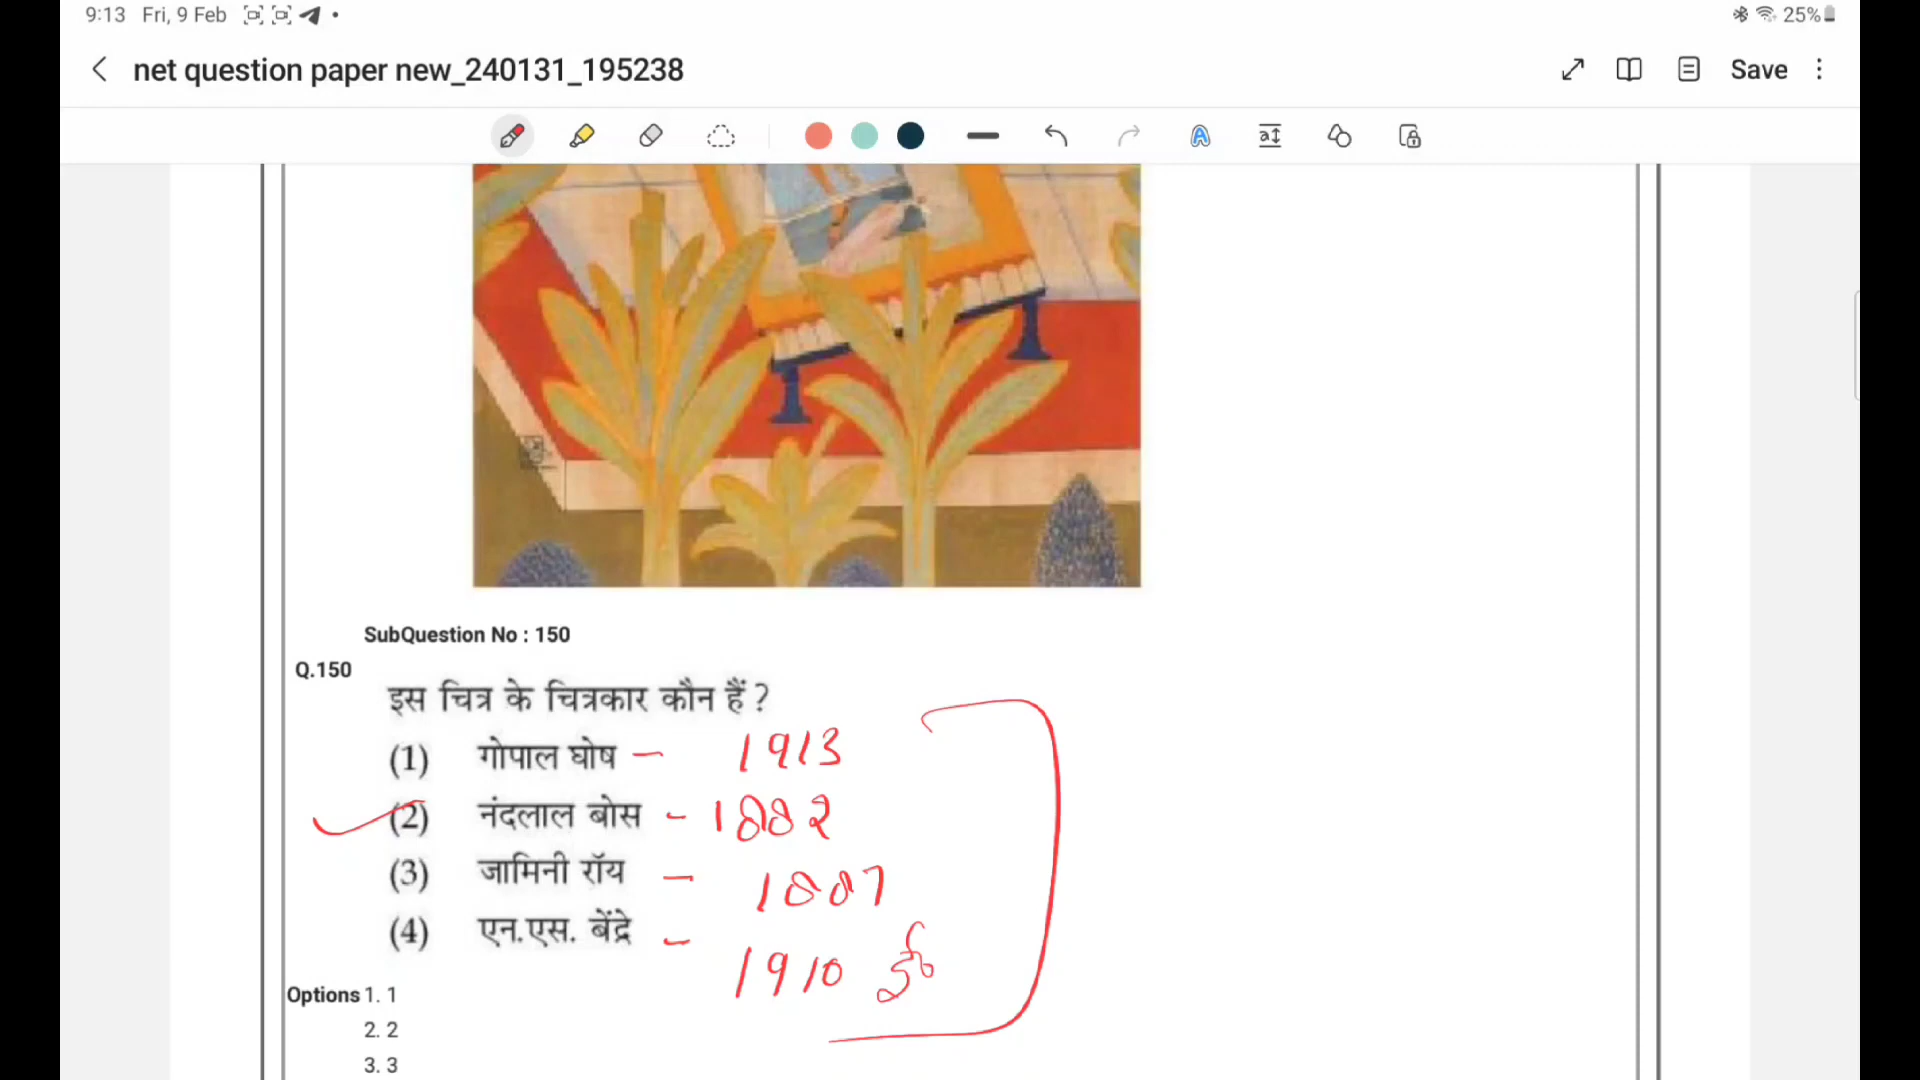 9:13 Fri, 9 Feb
25%
net question paper new_240131_195238
Save
SubQuestion No : 150
Q.150
इस चित्र के चित्रकार कौन हैं ?
(1) गोपाल घोष – 1913
(2) नंदलाल बोस – 1882
(3) जामिनी रॉय – 1887
(4) एन.एस. बेंद्रे – 1910
Options 1. 1
2. 2
3. 3